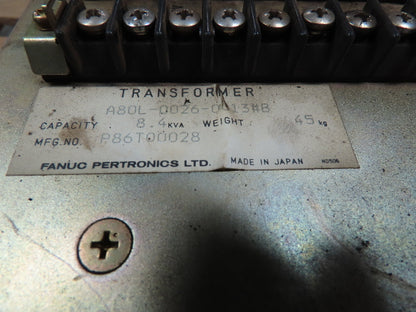 TRANSFORMER
A80L-0026-0013#B
CAPACITY 8.4 KVA WEIGHT 45 kg
MFG.NO. P86T00028
FANUC PERTRONICS LTD. MADE IN JAPAN